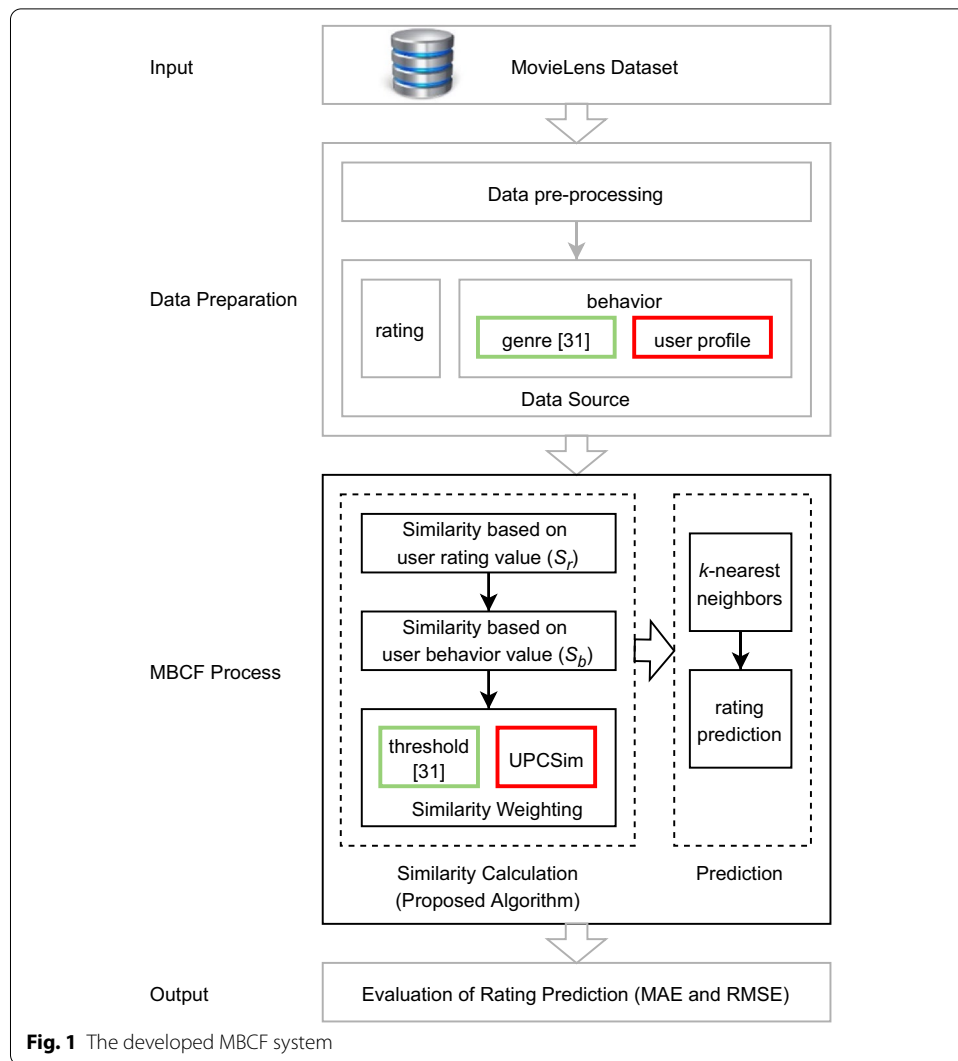 Input
MovieLens Dataset
Data pre-processing
Data Preparation
rating
behavior
genre [31]
user profile
Data Source
MBCF Process
Similarity based on
user rating value (Sr)
Similarity based on
user behavior value (Sb)
threshold
[31]
UPCSim
Similarity Weighting
Similarity Calculation
(Proposed Algorithm)
k-nearest
neighbors
rating
prediction
Prediction
Output
Evaluation of Rating Prediction (MAE and RMSE)
Fig. 1 The developed MBCF system